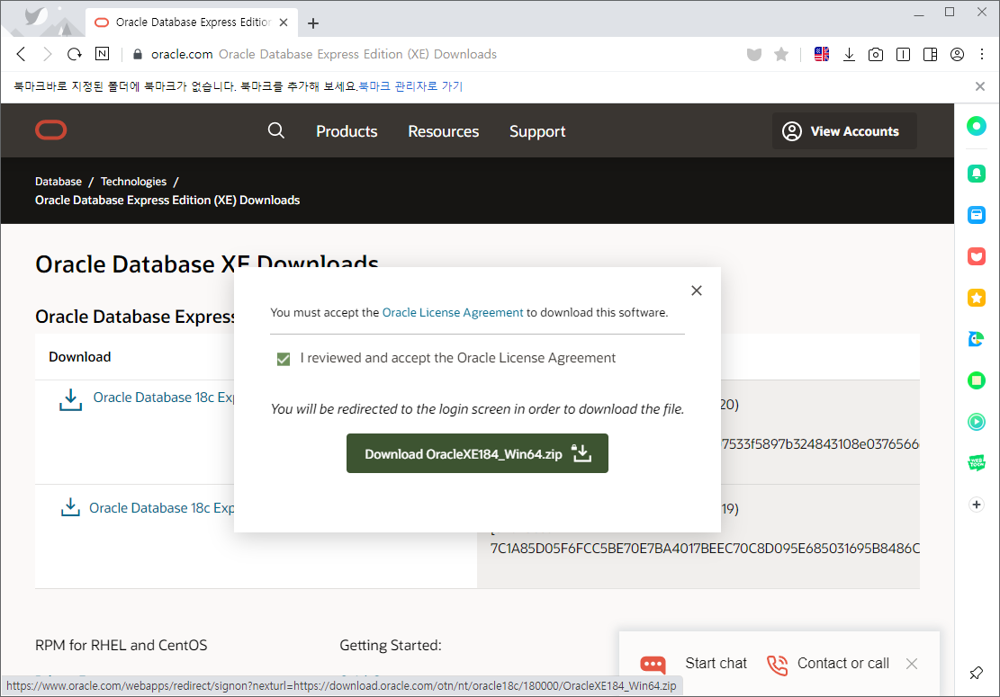 Oracle Database Express Edition
N
oracle.com Oracle Database Express Edition (XE) Downloads
북마크바로 지정된 폴더에 북마크가 없습니다. 북마크를 추가해 보세요.북마크 관리자로 가기
Products Resources Support View Accounts
Database / Technologies /
Oracle Database Express Edition (XE) Downloads
Oracle Database XE Downloads
Oracle Database Express
Download
Oracle Database 18c Exp
20)
7533f5897b324843108e0376566
Oracle Database 18c Exp
19)
7C1A85D05F6FCC5BE70E7BA4017BEEC70C8D095E685031695B8486C
You must accept the Oracle License Agreement to download this software.
I reviewed and accept the Oracle License Agreement
You will be redirected to the login screen in order to download the file.
Download OracleXE184_Win64.zip
RPM for RHEL and CentOS
Getting Started:
Start chat Contact or call
https://www.oracle.com/webapps/redirect/signon?nexturl=https://download.oracle.com/otn/nt/oracle18c/180000/OracleXE184_Win64.zip
WEB
TOON